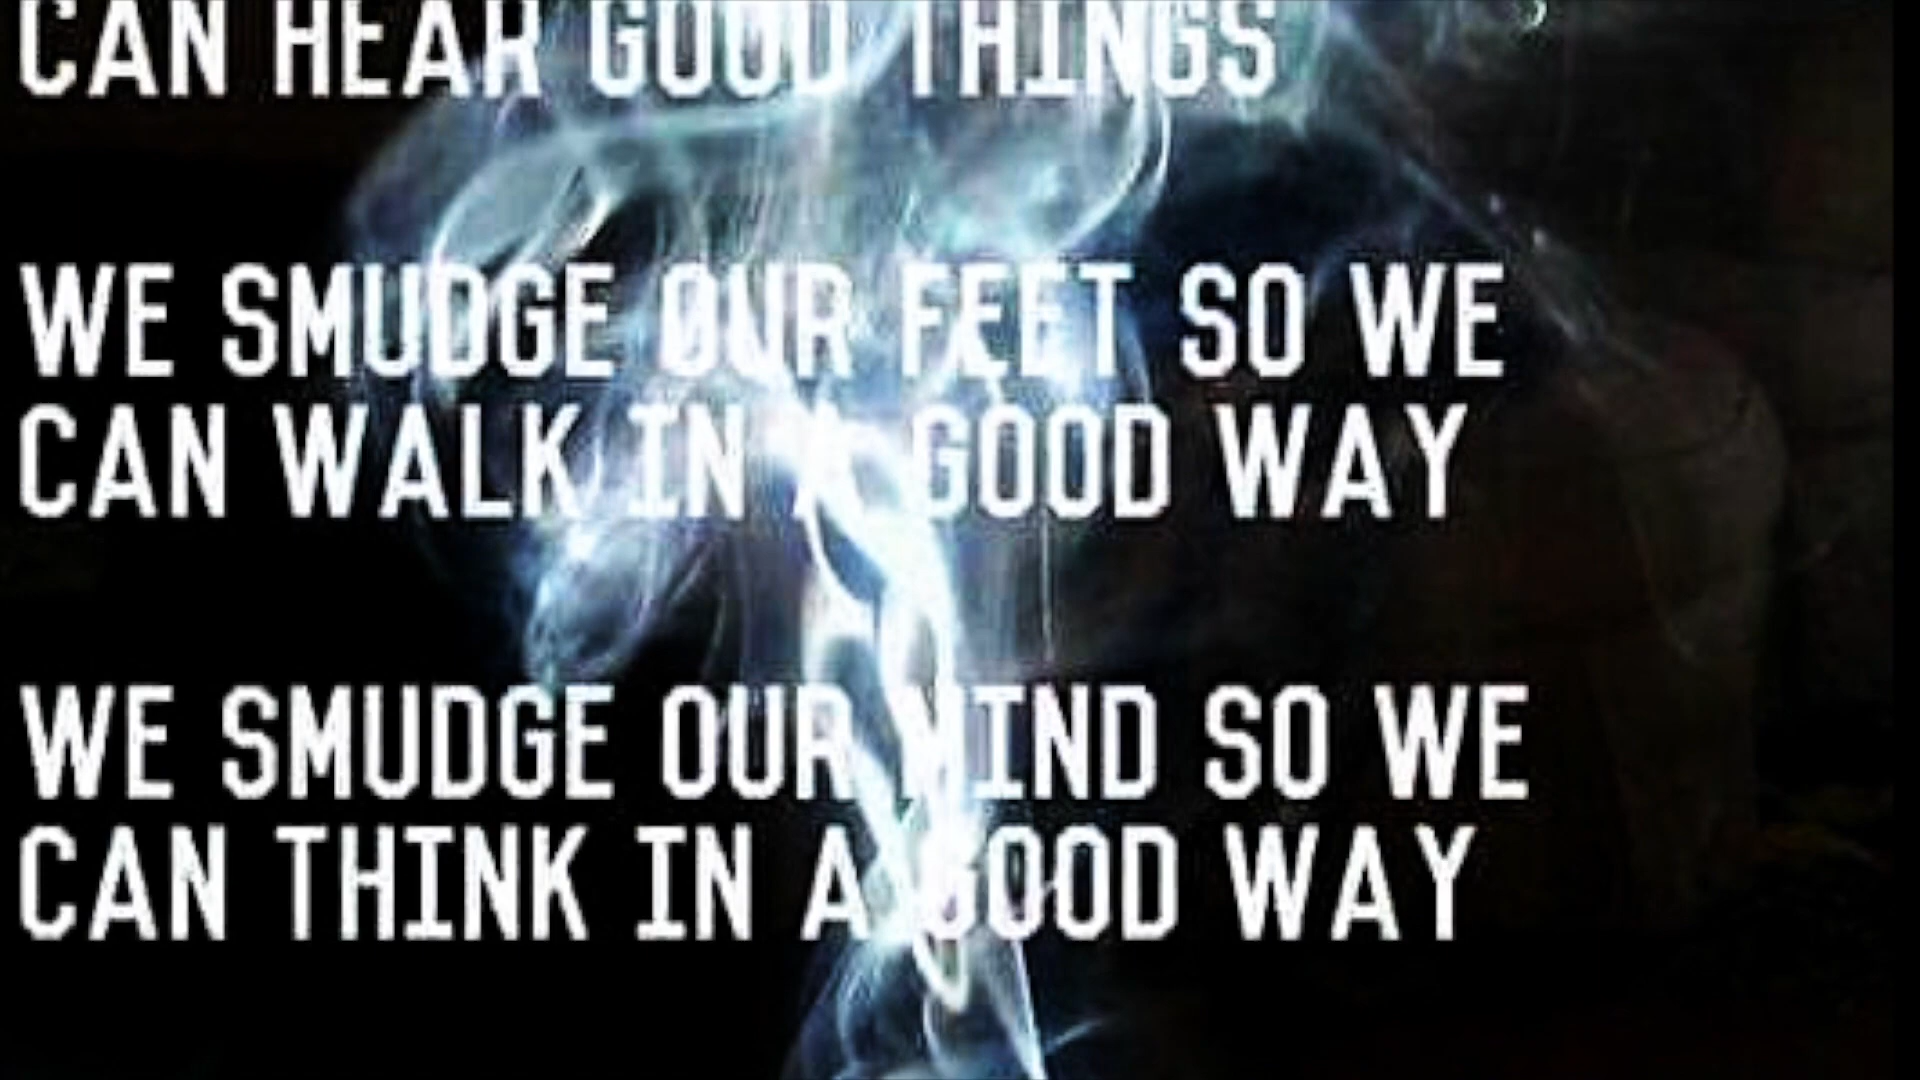 CAN HEAR GOOD THINGS
WE SMUDGE OUR FEET SO WE
CAN WALK IN A GOOD WAY
WE SMUDGE OUR MIND SO WE
CAN THINK IN A GOOD WAY